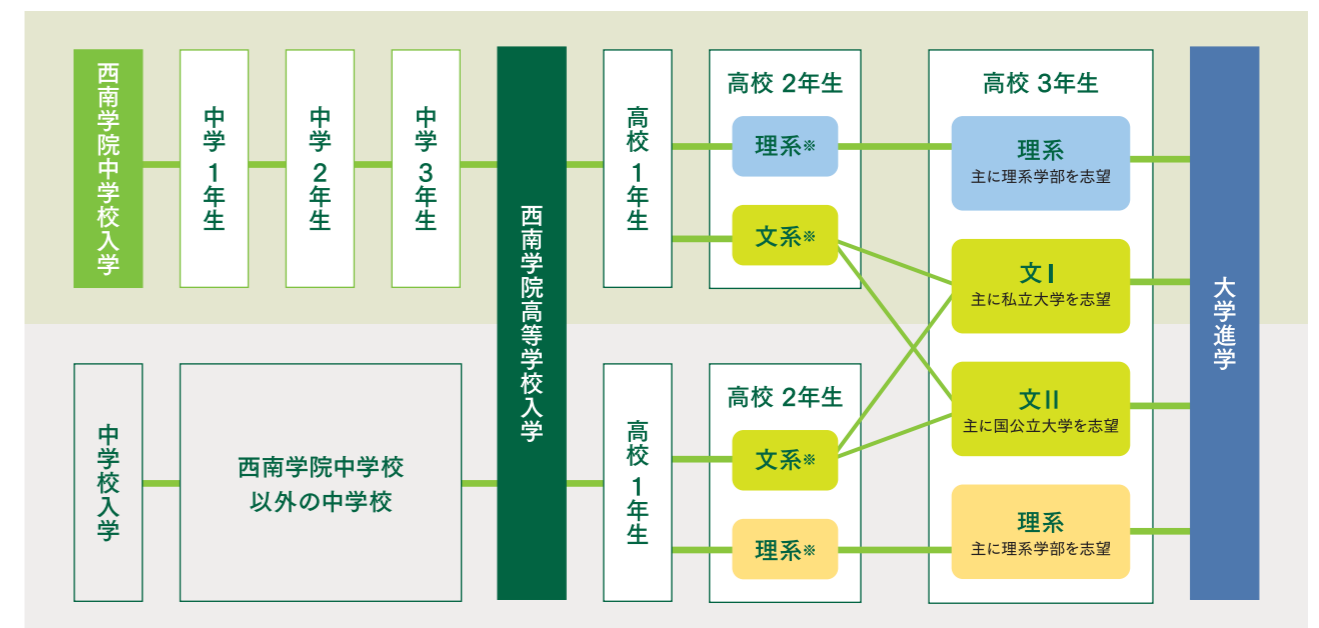 西南学院中学校入学
中学1年生
中学2年生
中学3年生
西南学院高等学校入学
高校1年生
高校 2年生
理系※
文系※
高校 3年生
理系
主に理系学部を志望
文I
主に私立大学を志望
文II
主に国公立大学を志望
理系
主に理系学部を志望
大学進学
中学校入学
西南学院中学校
以外の中学校
高校1年生
高校 2年生
文系※
理系※